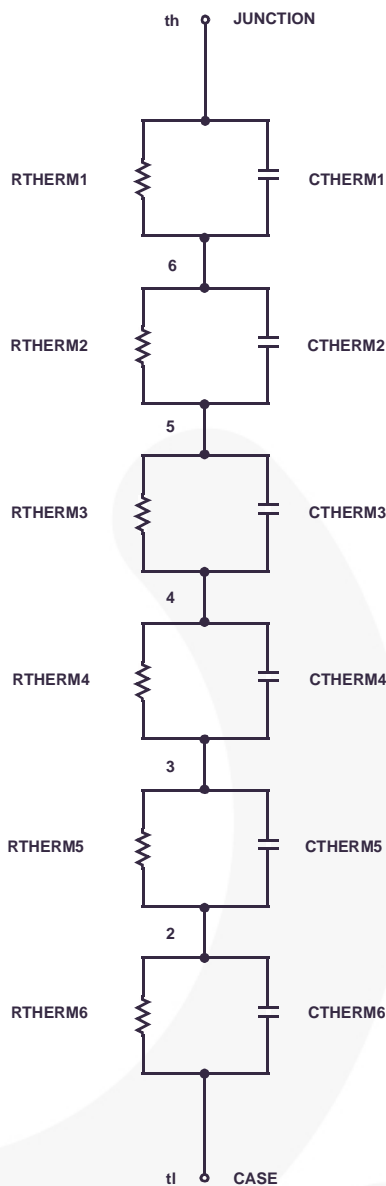 th JUNCTION
RTHERM1 CTHERM1
6
RTHERM2 CTHERM2
5
RTHERM3 CTHERM3
4
RTHERM4 CTHERM4
3
RTHERM5 CTHERM5
2
RTHERM6 CTHERM6
tl CASE